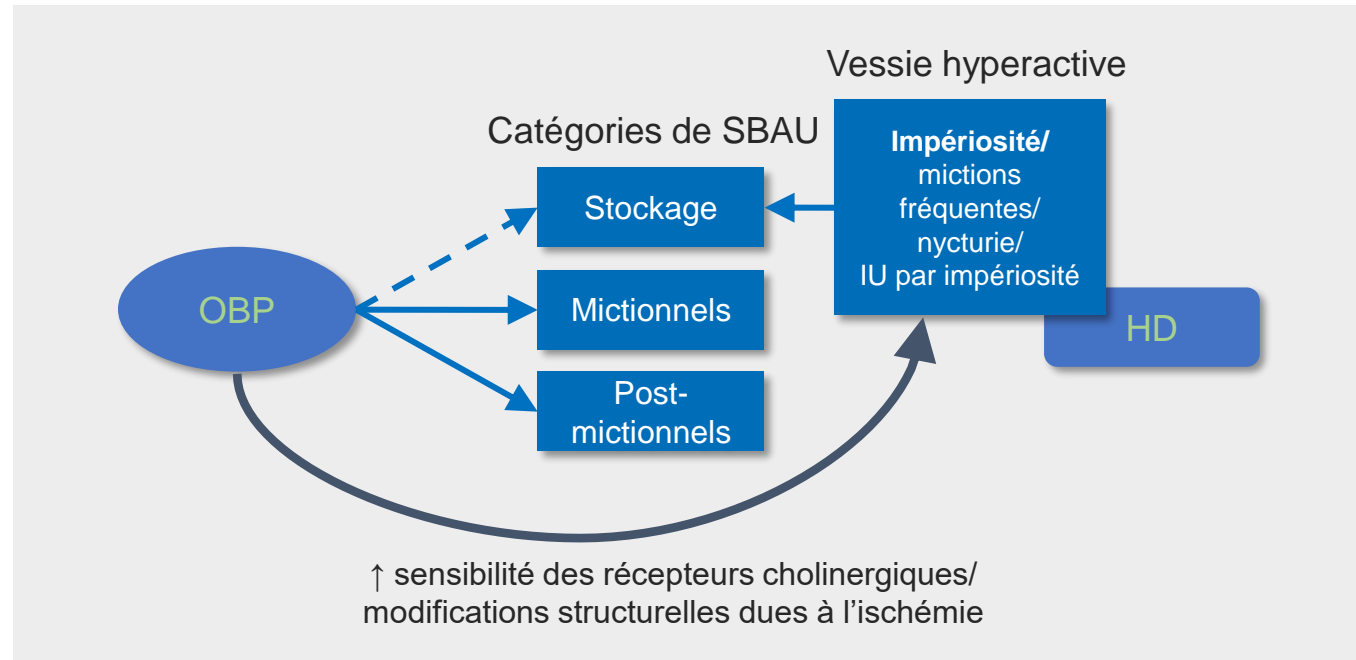 Vessie hyperactive
Catégories de SBAU
Impériosité/
mictions
fréquentes/
nycturie/
IU par impériosité
Stockage
OBP
Mictionnels
HD
Post-
mictionnels
↑ sensibilité des récepteurs cholinergiques/
modifications structurelles dues à l’ischémie